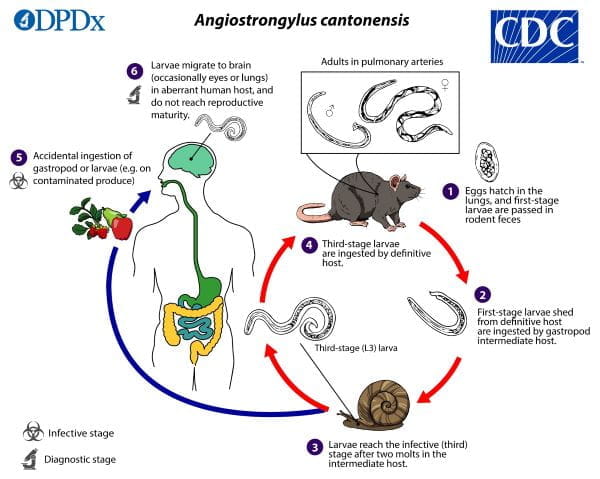 DPDx
Angiostrongylus cantonensis
CDC
TM
6
Larvae migrate to brain
(occasionally eyes or lungs)
in aberrant human host, and
do not reach reproductive
maturity.
Adults in pulmonary arteries
♂
♀
5
Accidental ingestion of
gastropod or larvae (e.g. on
contaminated produce)
1
Eggs hatch in the
lungs, and first-stage
larvae are passed in
rodent feces
4
Third-stage larvae
are ingested by definitive
host.
2
First-stage larvae shed
from definitive host
are ingested by gastropod
intermediate host.
Third-stage (L3) larva
3
Larvae reach the infective (third)
stage after two molts in the
intermediate host.
Infective stage
Diagnostic stage